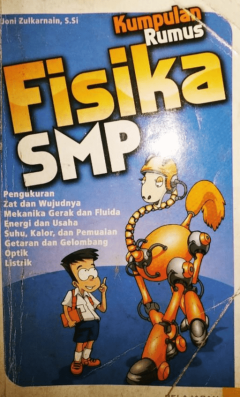 Joni Zulkarnain, S.Si
Kumpulan
Rumus
Fisika
SMP
Pengukuran
Zat dan Wujudnya
Mekanika Gerak dan Fluida
Energi dan Usaha
Suhu, Kalor, dan Pemuaian
Getaran dan Gelombang
Optik
Listrik